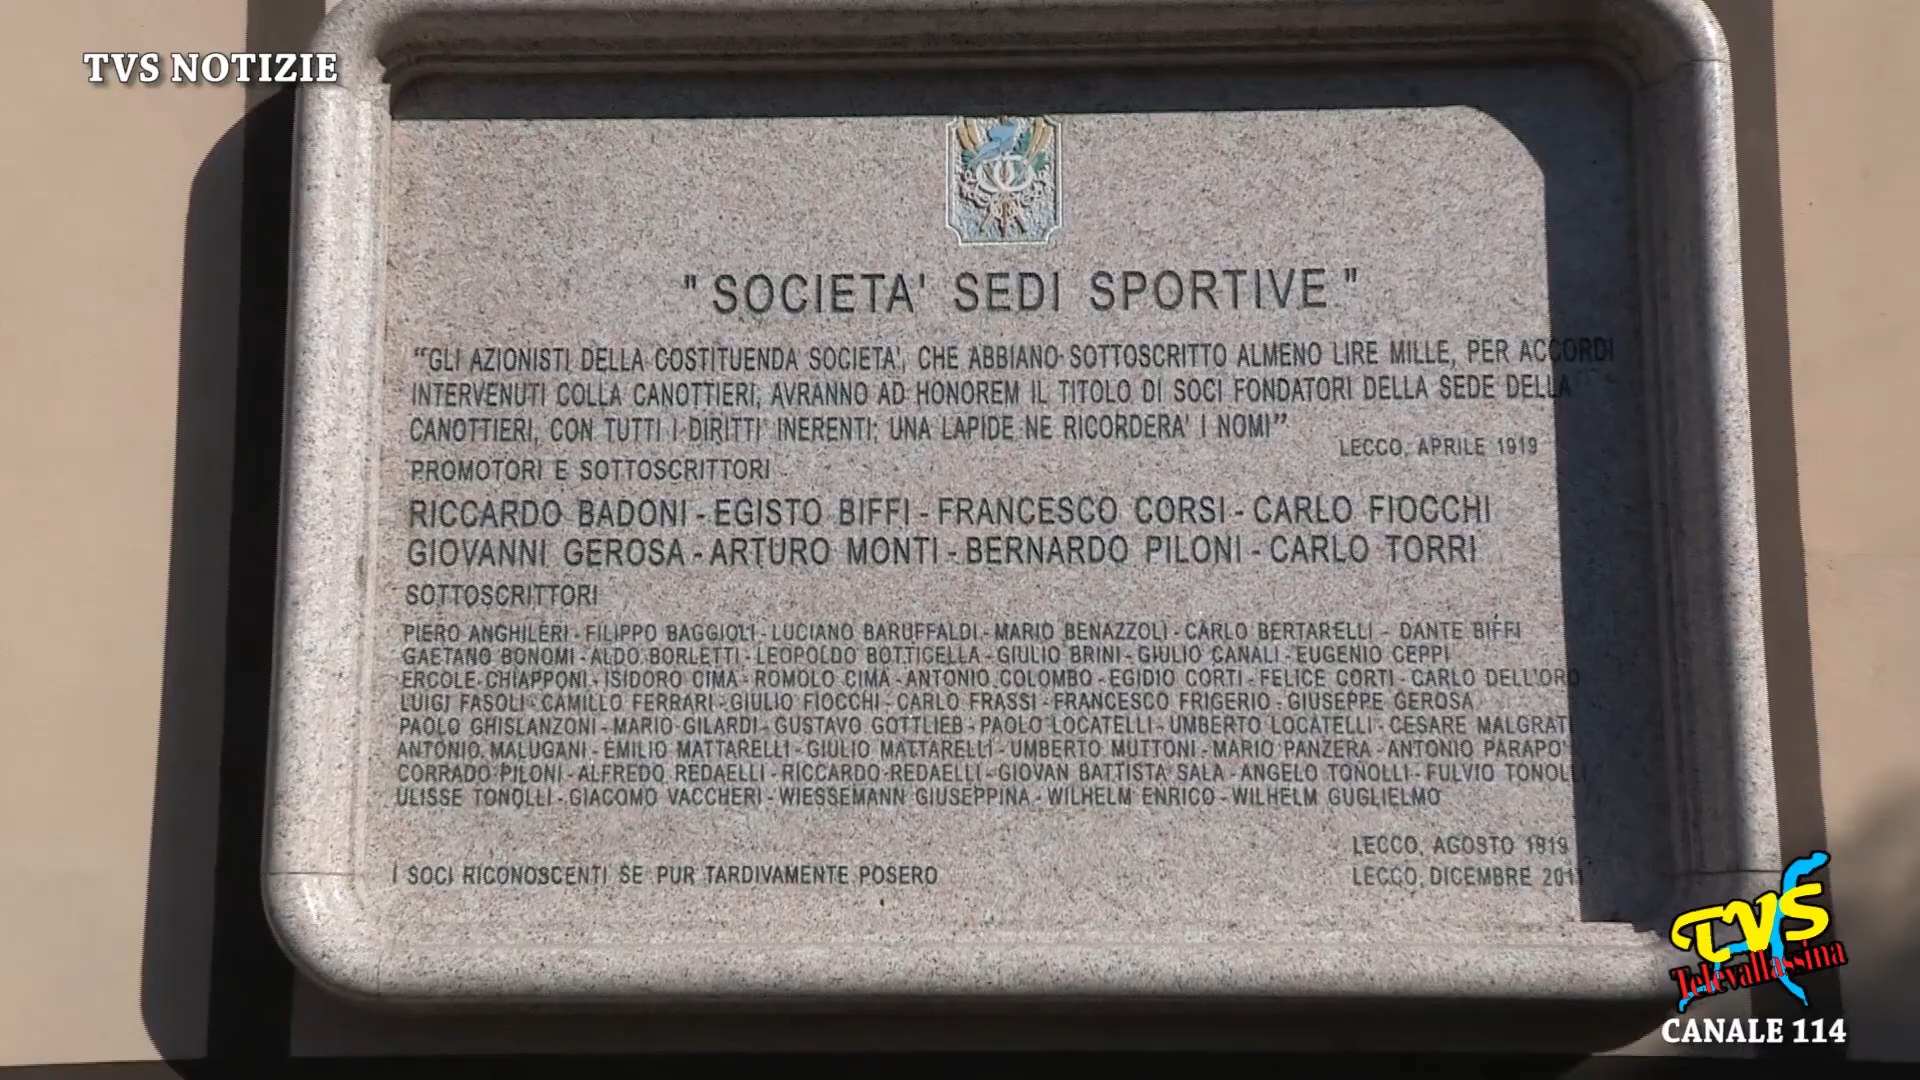 TVS NOTIZIE
" SOCIETA' SEDI SPORTIVE "
“GLI AZIONISTI DELLA COSTITUENDA SOCIETA', CHE ABBIANO SOTTOSCRITTO ALMENO LIRE MILLE, PER ACCORDI
INTERVENUTI COLLA CANOTTIERI, AVRANNO AD HONOREM IL TITOLO DI SOCI FONDATORI DELLA SEDE DELLA
CANOTTIERI, CON TUTTI I DIRITTI INERENTI; UNA LAPIDE NE RICORDERA' I NOMI”
LECCO, APRILE 1919
PROMOTORI E SOTTOSCRITTORI
RICCARDO BADONI - EGISTO BIFFI - FRANCESCO CORSI - CARLO FIOCCHI
GIOVANNI GEROSA - ARTURO MONTI - BERNARDO PILONI - CARLO TORRI
SOTTOSCRITTORI
PIERO ANGHILERI - FILIPPO BAGGIOLI - LUCIANO BARUFFALDI - MARIO BENAZZOLI - CARLO BERTARELLI - DANTE BIFFI
GAETANO BONOMI - ALDO BORLETTI - LEOPOLDO BOTTICELLA - GIULIO BRINI - GIULIO CANALI - EUGENIO CEPPI
ERCOLE CHIAPPONI - ISIDORO CIMA - ROMOLO CIMA - ANTONIO COLOMBO - EGIDIO CORTI - FELICE CORTI - CARLO DELL'ORO
LUIGI FASOLI - CAMILLO FERRARI - GIULIO FIOCCHI - CARLO FRASSI - FRANCESCO FRIGERIO - GIUSEPPE GEROSA
PAOLO GHISLANZONI - MARIO GILARDI - GUSTAVO GOTTLIEB - PAOLO LOCATELLI - UMBERTO LOCATELLI - CESARE MALGRATI
ANTONIO MALUGANI - EMILIO MATTARELLI - GIULIO MATTARELLI - UMBERTO MUTTONI - MARIO PANZERA - ANTONIO PARAPO'
CORRADO PILONI - ALFREDO REDAELLI - RICCARDO REDAELLI - GIOVAN BATTISTA SALA - ANGELO TONOLLI - FULVIO TONOLLI
ULISSE TONOLLI - GIACOMO VACCHERI - WIESSEMANN GIUSEPPINA - WILHELM ENRICO - WILHELM GUGLIELMO
LECCO, AGOSTO 1919
I SOCI RICONOSCENTI SE PUR TARDIVAMENTE POSERO
LECCO, DICEMBRE 2011
TVS
Televallassina
CANALE 114